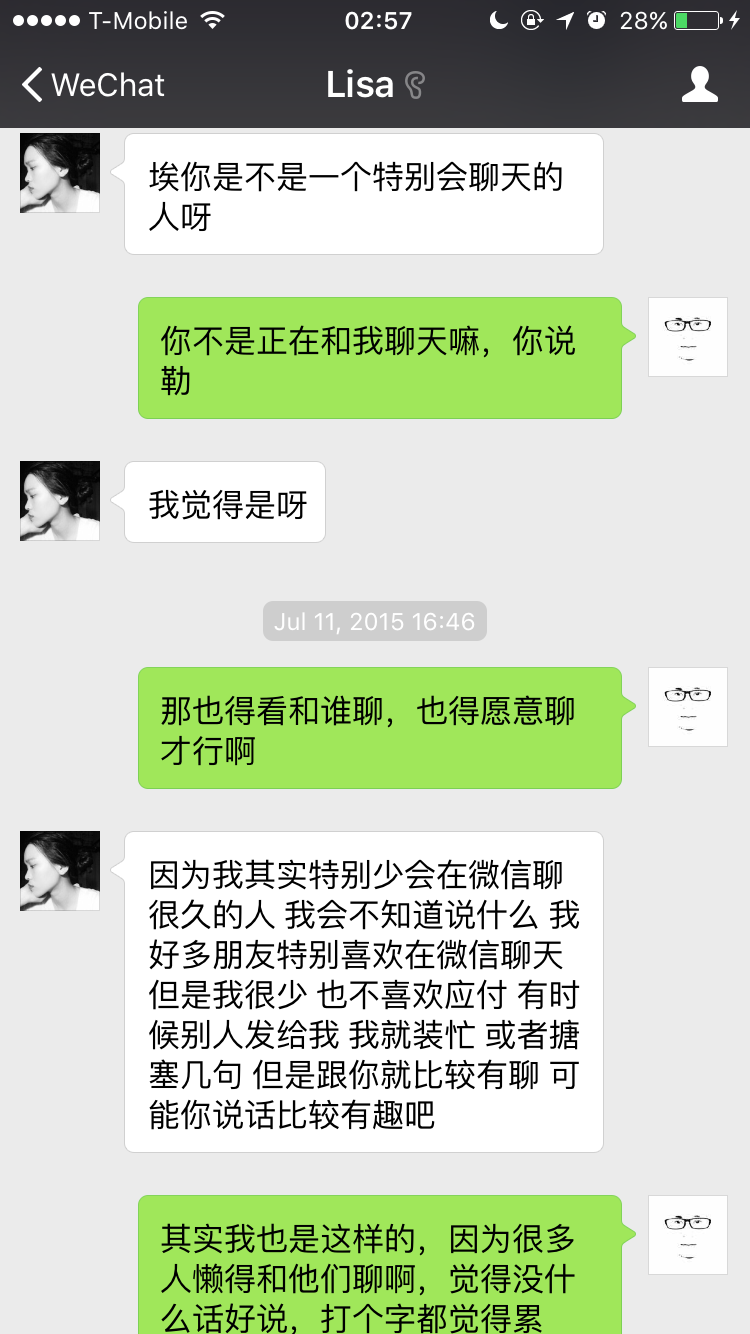 T-Mobile
02:57
28%
WeChat
Lisa
埃你是不是一个特别会聊天的
人呀
你不是正在和我聊天嘛，你说
勒
我觉得是呀
Jul 11, 2015 16:46
那也得看和谁聊，也得愿意聊
才行啊
因为我其实特别少会在微信聊
很久的人 我会不知道说什么 我
好多朋友特别喜欢在微信聊天
但是我很少 也不喜欢应付 有时
候别人发给我 我就装忙 或者搪
塞几句 但是跟你就比较有聊 可
能你说话比较有趣吧
其实我也是这样的，因为很多
人懒得和他们聊啊，觉得没什
么话好说，打个字都觉得累